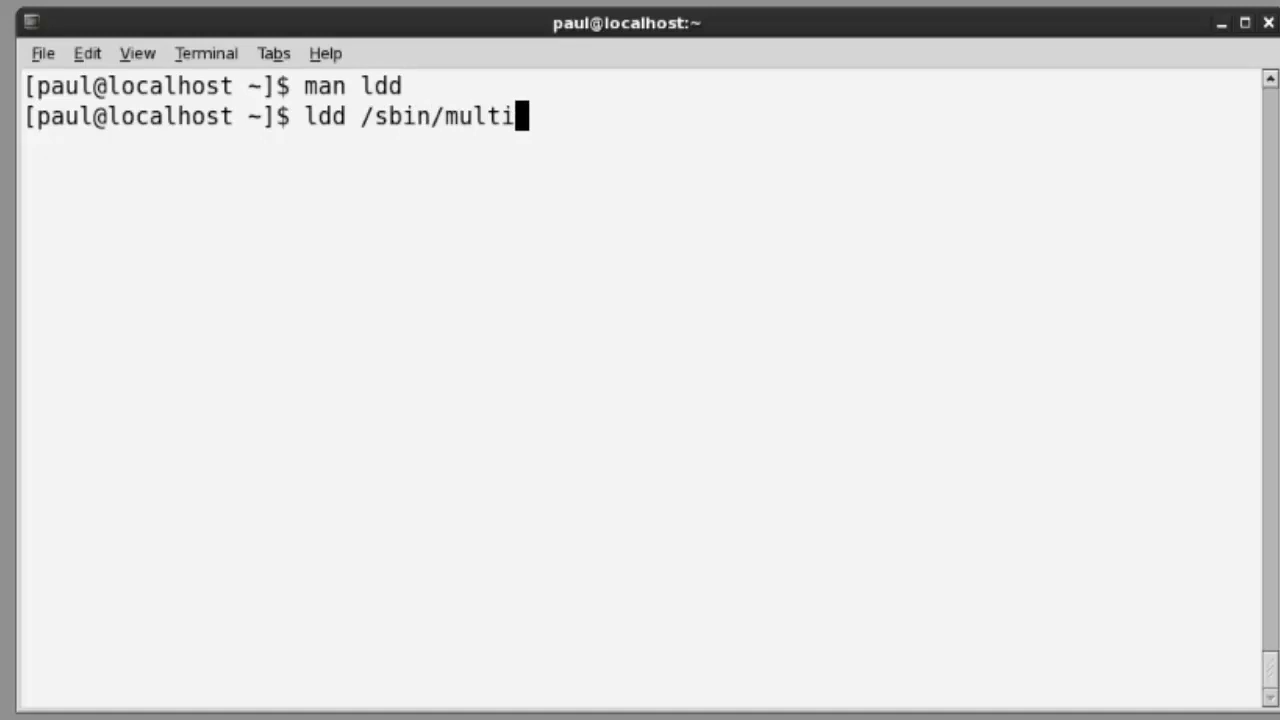 paul@localhost:~
File Edit View Terminal Tabs Help
[paul@localhost ~]$ man ldd
[paul@localhost ~]$ ldd /sbin/multi